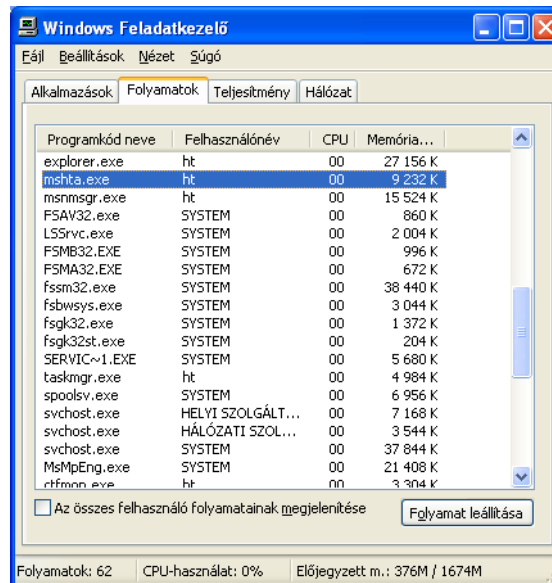 Windows Feladatkezelő
Fájl Beállítások Nézet Súgó
Alkalmazások Folyamatok Teljesítmény Hálózat
Programkód neve Felhasználónév CPU Memória...
explorer.exe ht 00 27 156 K
mshta.exe ht 00 9 232 K
msnmsgr.exe ht 00 15 524 K
FSAV32.exe SYSTEM 00 860 K
LSSrvc.exe SYSTEM 00 2 004 K
FSMB32.EXE SYSTEM 00 996 K
FSMA32.EXE SYSTEM 00 672 K
fssm32.exe SYSTEM 00 38 440 K
fsbwsys.exe SYSTEM 00 3 044 K
fsgk32.exe SYSTEM 00 1 372 K
fsgk32st.exe SYSTEM 00 204 K
SERVIC~1.EXE SYSTEM 00 5 680 K
taskmgr.exe ht 00 4 984 K
spoolsv.exe SYSTEM 00 6 956 K
svchost.exe HELYI SZOLGÁLT... 00 7 168 K
svchost.exe HÁLÓZATI SZOL... 00 3 544 K
svchost.exe SYSTEM 00 37 844 K
MsMpEng.exe SYSTEM 00 21 408 K
ctfmon.exe ht 00 3 304 K
Az összes felhasználó folyamatainak megjelenítése
Folyamat leállítása
Folyamatok: 62 CPU-használat: 0% Előjegyzett m.: 376M / 1674M